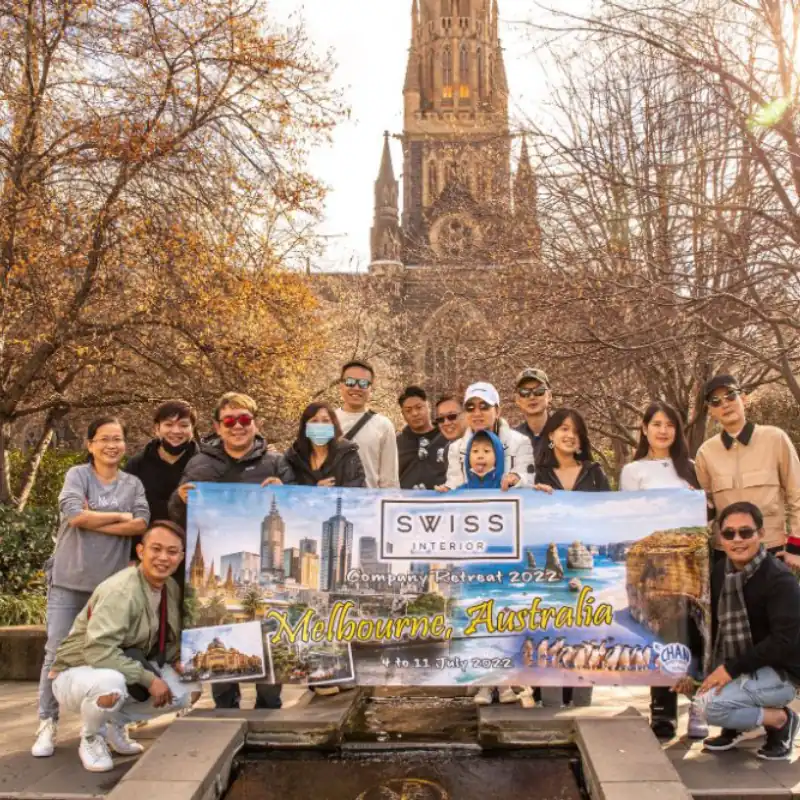 SWISS
INTERIOR
Company Retreat 2022
Melbourne, Australia
4 to 11 July 2022
CHAN